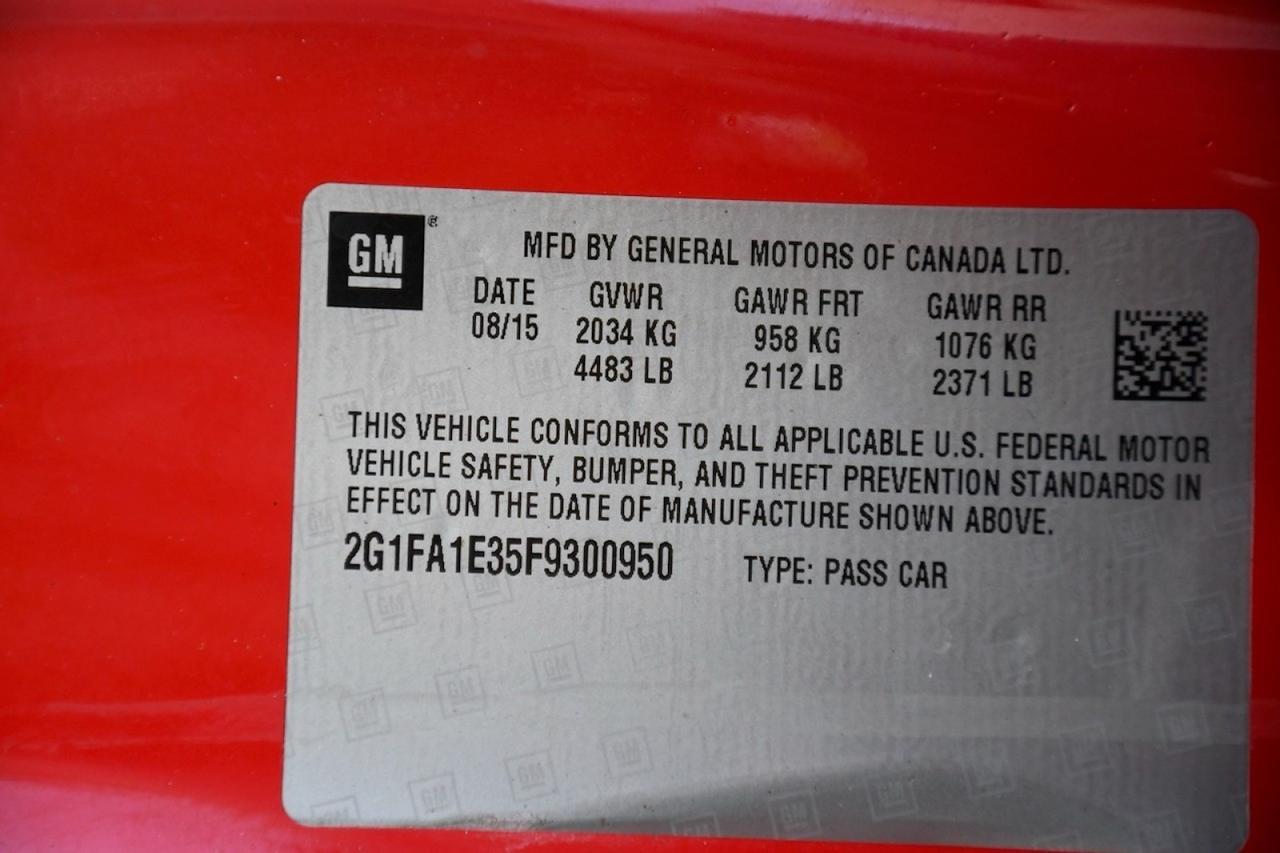 GM®
MFD BY GENERAL MOTORS OF CANADA LTD.
DATE GVWR GAWR FRT GAWR RR
08/15 2034 KG 958 KG 1076 KG
4483 LB 2112 LB 2371 LB
THIS VEHICLE CONFORMS TO ALL APPLICABLE U.S. FEDERAL MOTOR
VEHICLE SAFETY, BUMPER, AND THEFT PREVENTION STANDARDS IN
EFFECT ON THE DATE OF MANUFACTURE SHOWN ABOVE.
2G1FA1E35F9300950 TYPE: PASS CAR